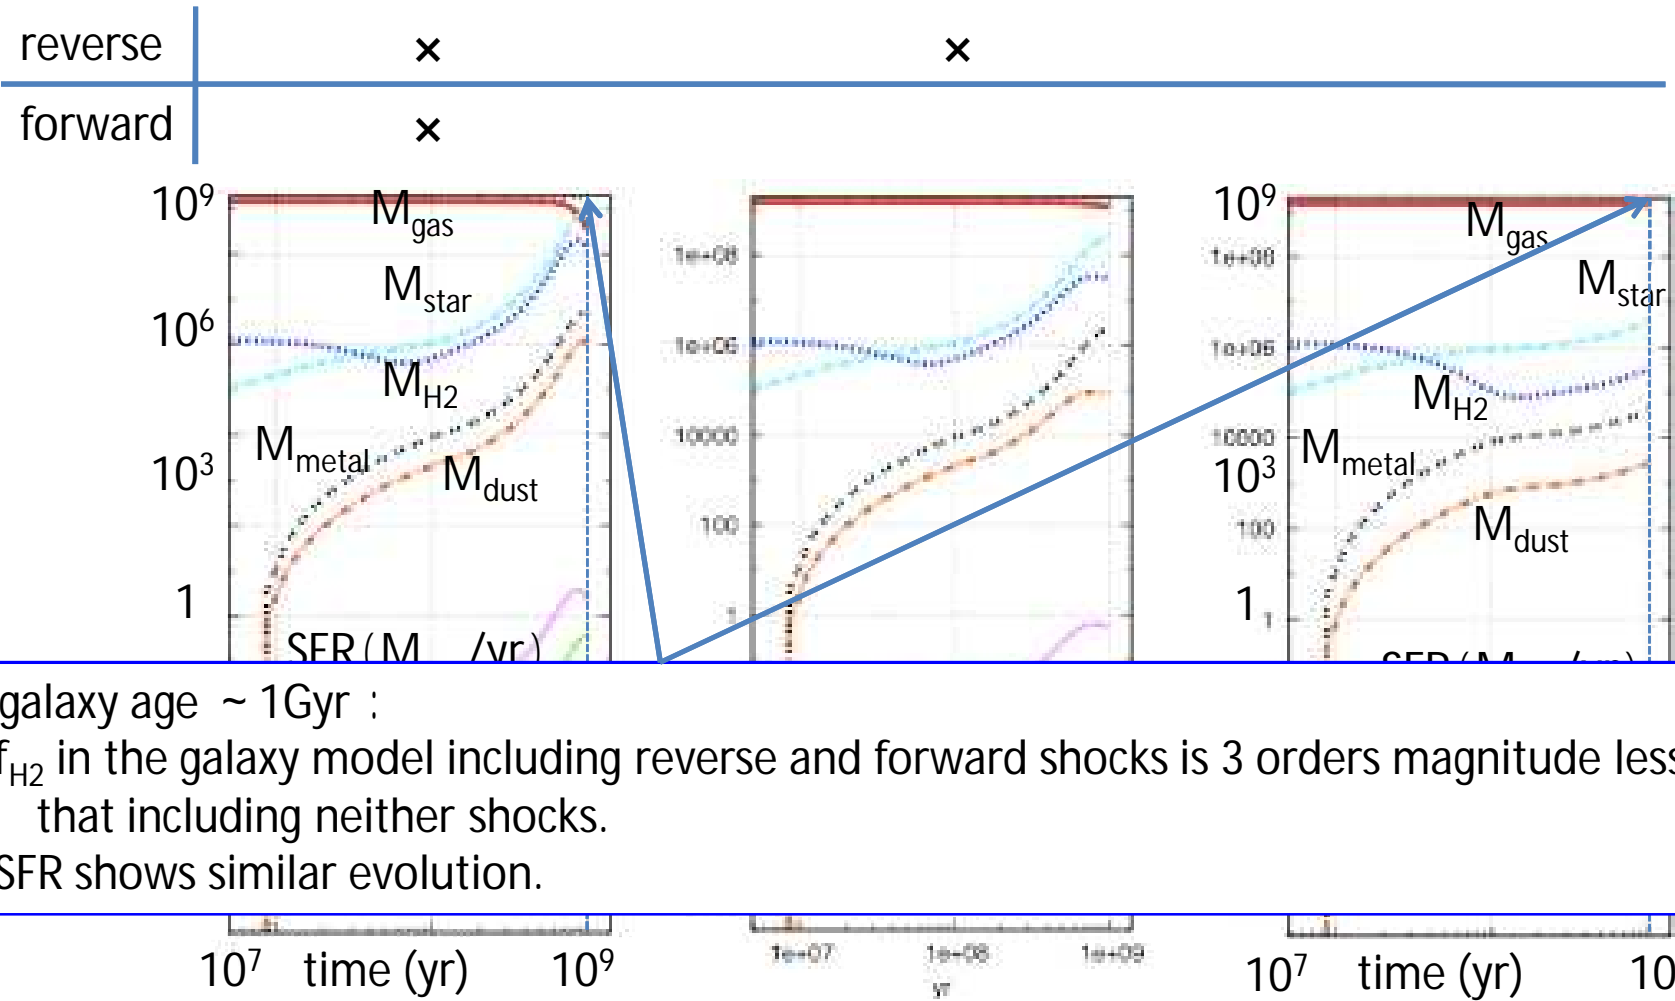 reverse × ×
forward ×
10⁹ M_gas 10⁹ M_gas
1e+08 1e+08
M_star M_star
10⁶ 1e+06 1e+06
M_H2 M_H2
M_metal 10000 10000 M_metal
10³ M_dust 10³
100 100 M_dust
1 1 1 1
SFR ( M /yr)
galaxy age ~ 1Gyr :
f_H2 in the galaxy model including reverse and forward shocks is 3 orders magnitude less
that including neither shocks.
SFR shows similar evolution.
10⁷ time (yr) 10⁹ 1e+07 1e+08 1e+09 10⁷ time (yr) 10
yr